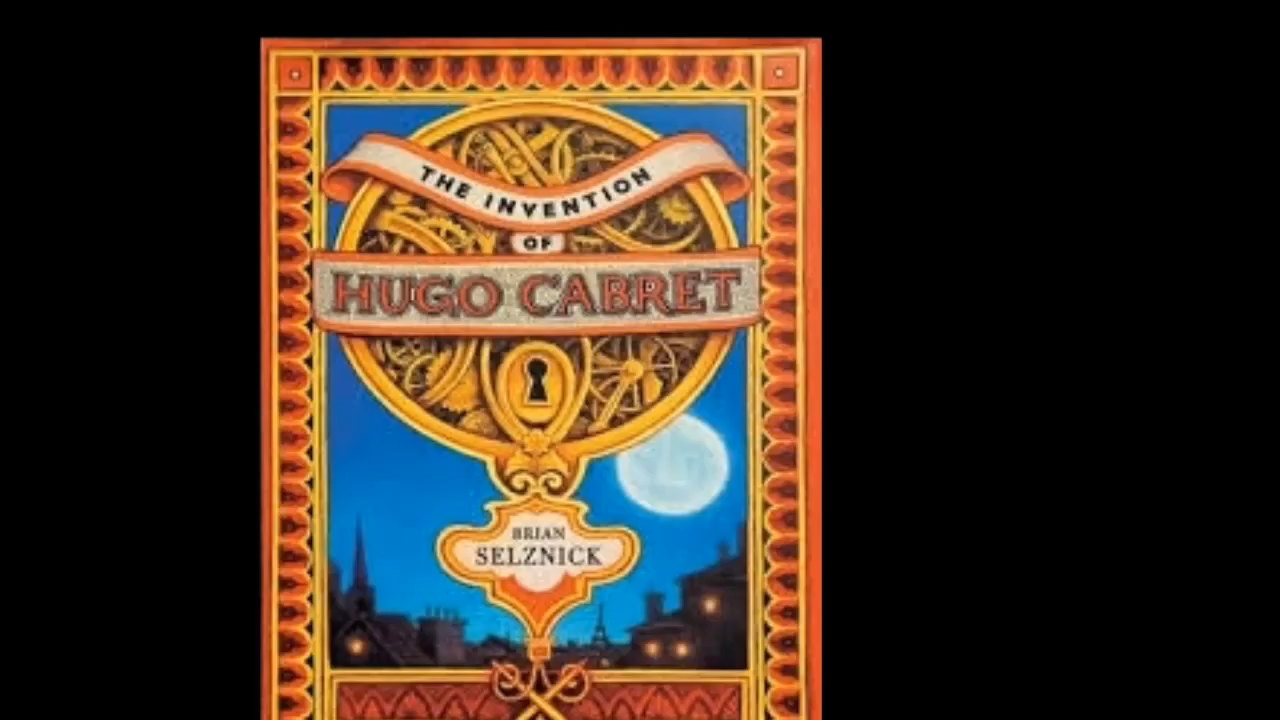 THE INVENTION
OF
HUGO CABRET
BRIAN
SELZNICK